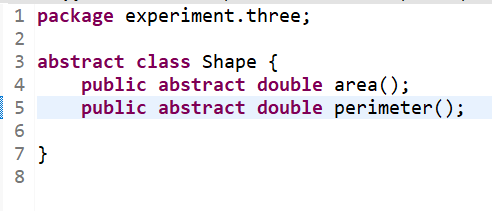 1 package experiment.three;
2
3 abstract class Shape {
4     public abstract double area();
5     public abstract double perimeter();
6
7 }
8